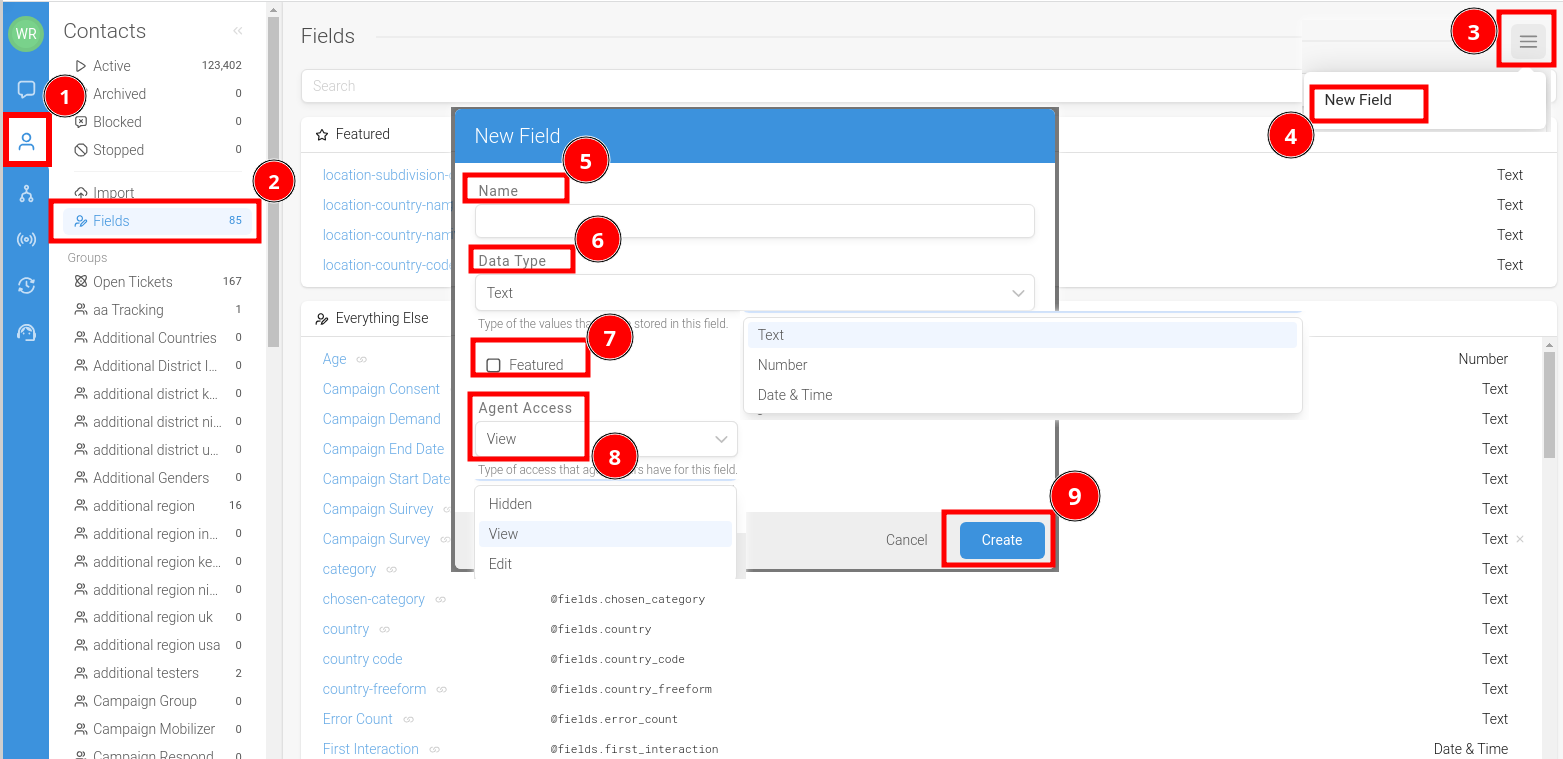 WR
Contacts
Active 123,402
Archived 0
Blocked 0
Stopped 0
Import
Fields 85
Groups
Open Tickets 167
aa Tracking 1
Additional Countries 0
Additional District I... 0
additional district k... 0
additional district ni... 0
additional district u... 0
Additional Genders 0
additional region 16
additional region in... 0
additional region ke... 0
additional region ni... 0
additional region uk 0
additional region usa 0
additional testers 2
Campaign Group 0
Campaign Mobilizer 0
Campaign Respond 0
1
2
Fields
3
Search
New Field
4
Featured
location-subdivision- Text
location-country-nam Text
location-country-nam Text
location-country-code Text
Everything Else
Age Number
Campaign Consent Text
Campaign Demand Text
Campaign End Date Text
Campaign Start Date Text
Campaign Suirvey Text
Campaign Survey Text
category Text
chosen-category @fields.chosen_category Text
country @fields.country Text
country code @fields.country_code Text
country-freeform @fields.country_freeform Text
Error Count @fields.error_count Text
First Interaction @fields.first_interaction Date & Time
New Field
5
Name
6
Data Type
Text
Type of the values tha stored in this field.
Text
Number
Date & Time
7
Featured
Agent Access
View
8
Type of access that ag rs have for this field.
Hidden
View
Edit
9
Cancel
Create